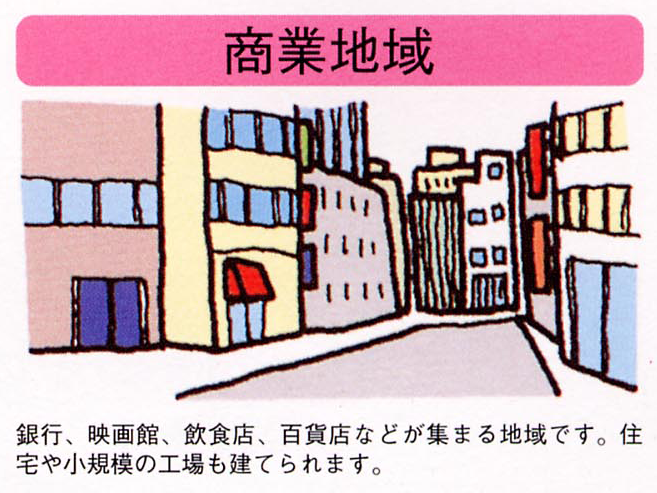 商業地域
銀行、映画館、飲食店、百貨店などが集まる地域です。住
宅や小規模の工場も建てられます。